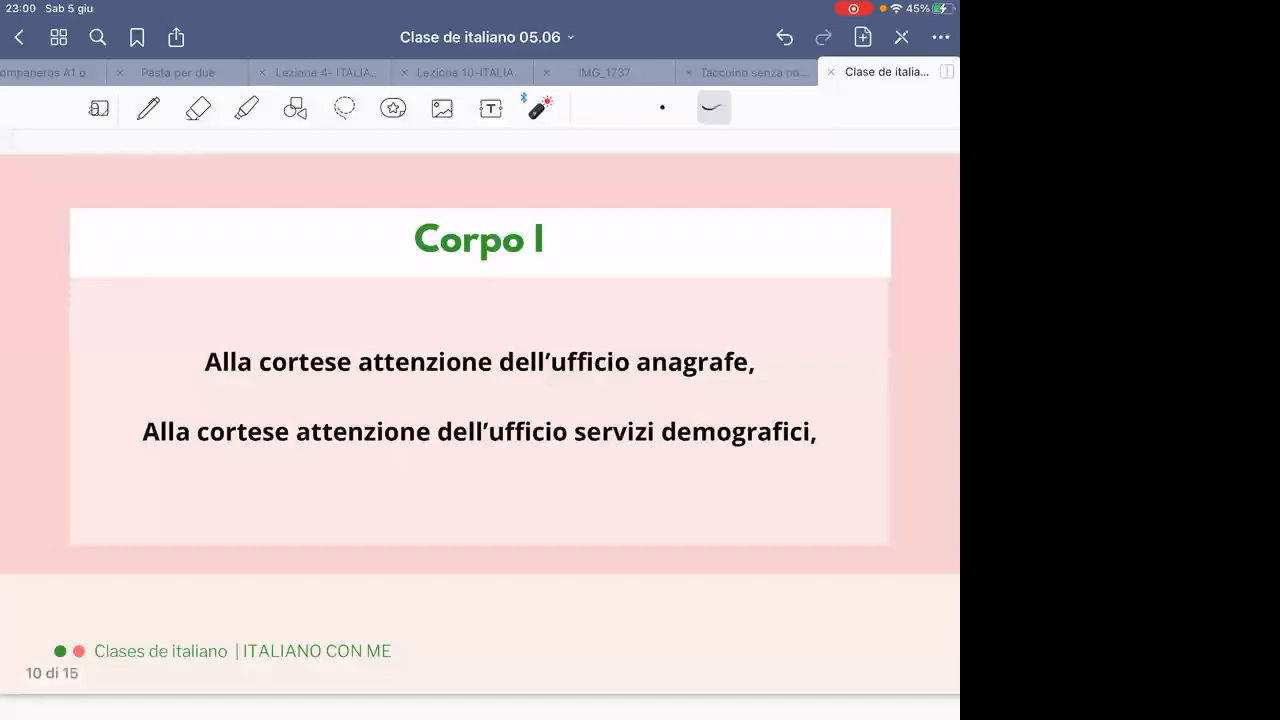 23:09 Sab 5 giu
45%
Clase de italiano 05.06
ompaneros A1 p
Pasta per due
Lezione 4- ITALIA...
Lezione 10-ITALIA
IMG_1737
Taccuino senza no...
Clase de italia...
T
Corpo I
Alla cortese attenzione dell'ufficio anagrafe,
Alla cortese attenzione dell'ufficio servizi demografici,
Clases de italiano | ITALIANO CON ME
10 di 15